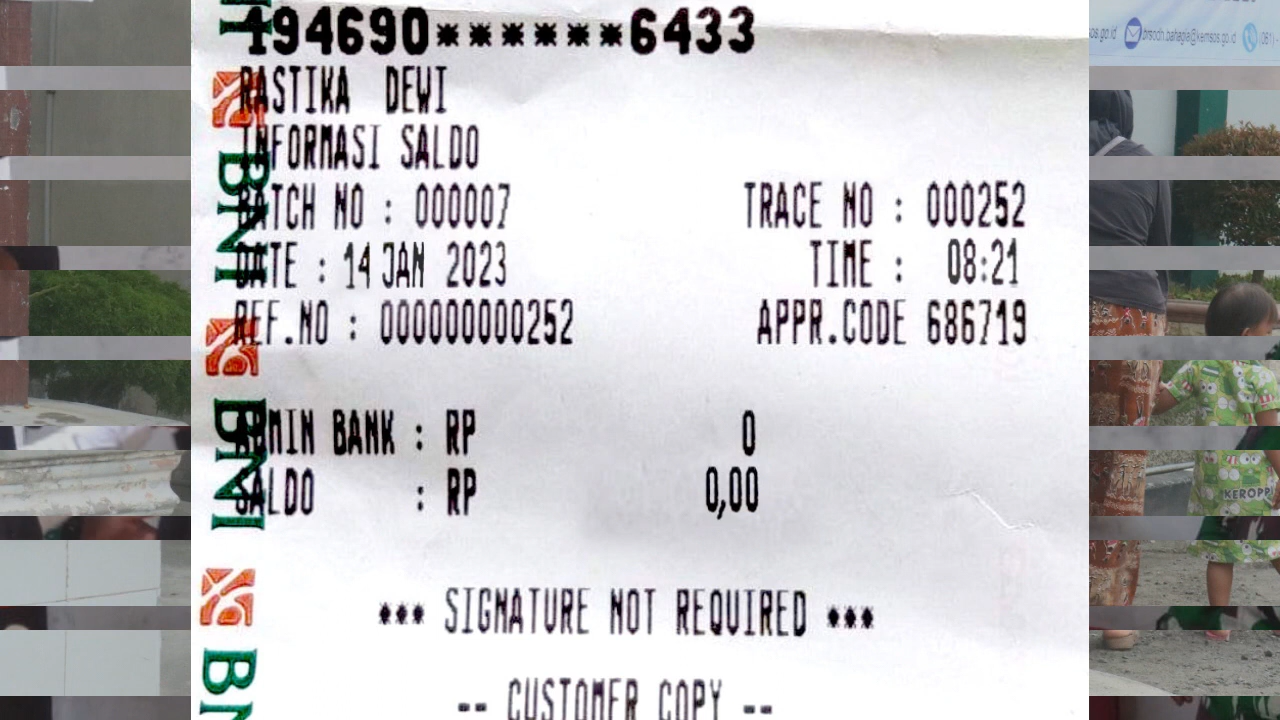 194690******6433
RASTIKA DEWI
INFORMASI SALDO
BATCH NO : 000007 TRACE NO : 000252
DATE : 14 JAN 2023 TIME : 08:21
REF.NO : 000000000252 APPR.CODE 686719
ADMIN BANK : RP 0
SALDO : RP 0,00
*** SIGNATURE NOT REQUIRED ***
-- CUSTOMER COPY --
BNI
BNI
KEROPP